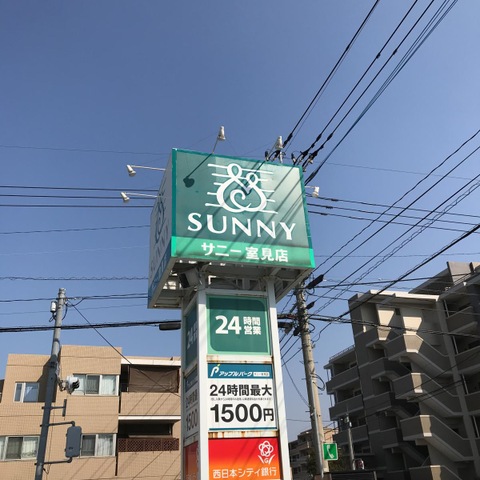 SUNNY
サニー室見店
24時間
営業
アップルパーク
24時間最大
1500円
西日本シティ銀行